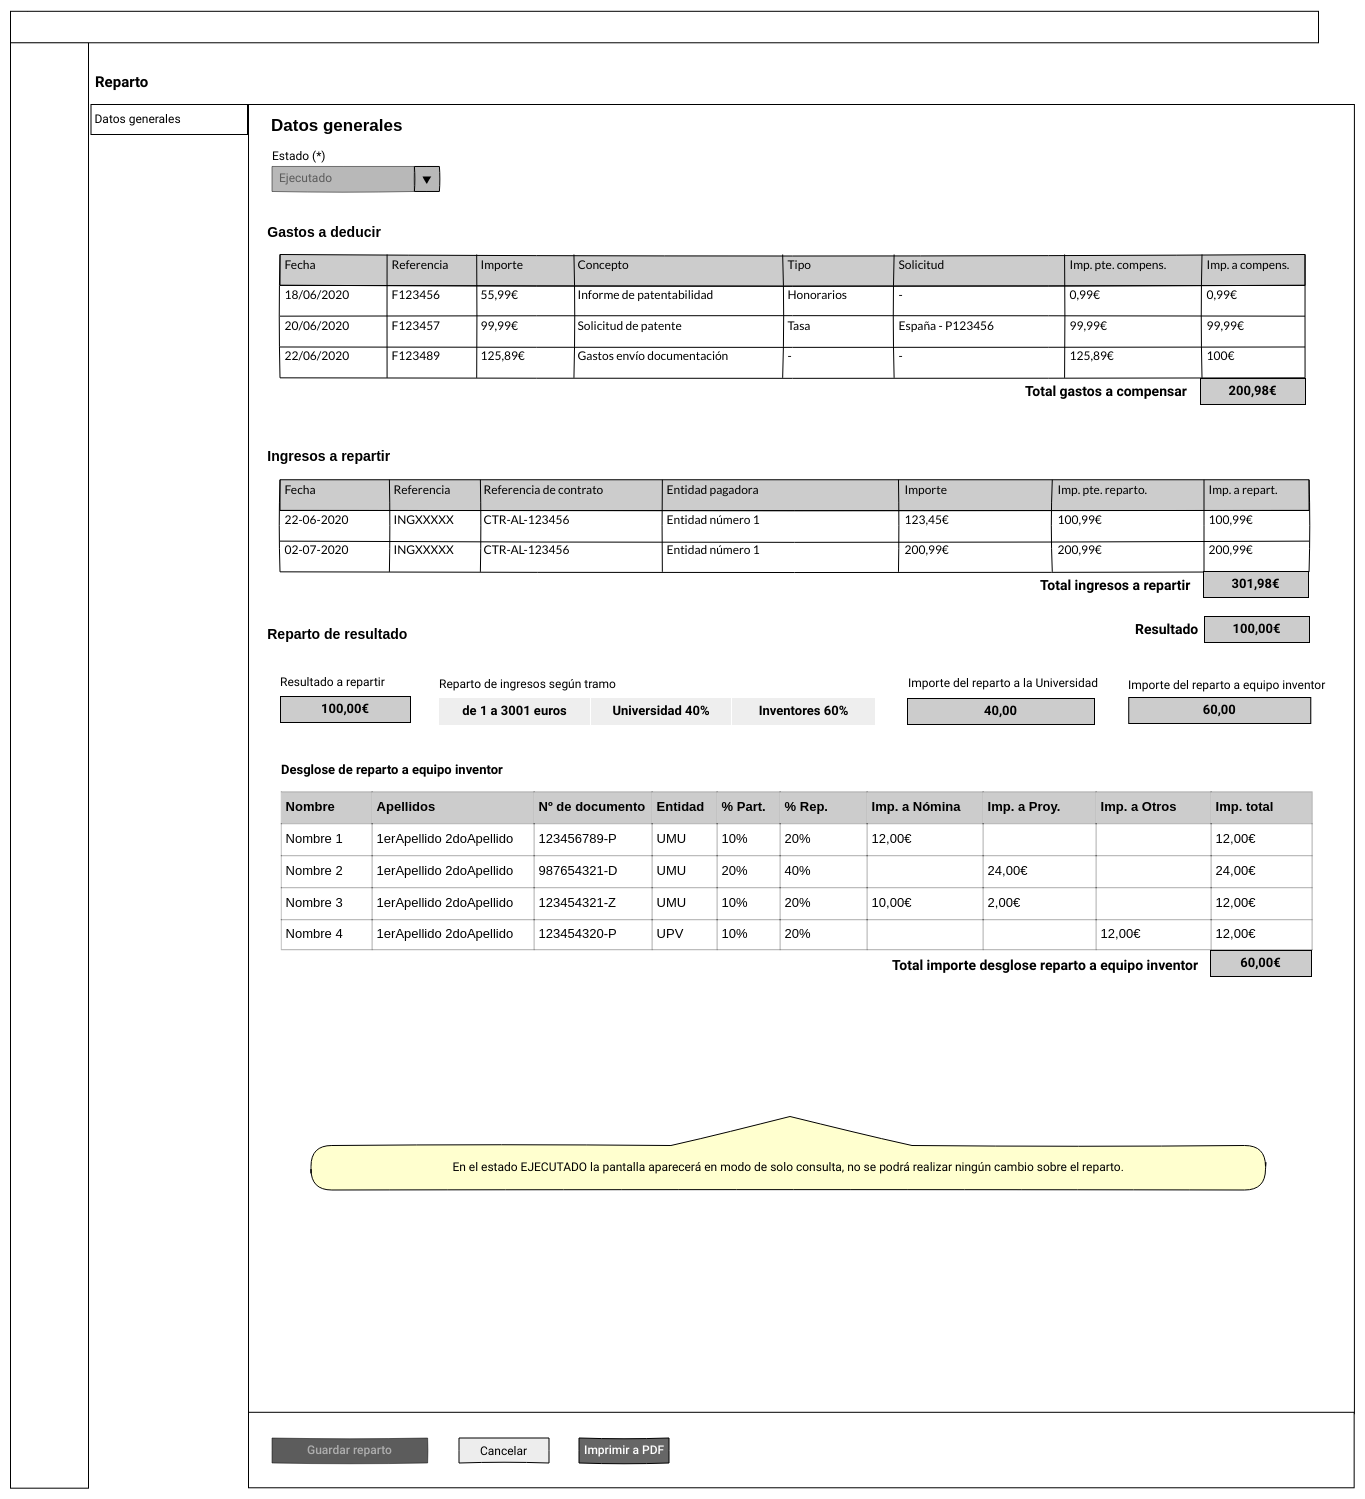 Reparto
Datos generales
Datos generales
Estado (*)
Ejecutado
Gastos a deducir
Fecha Referencia Importe Concepto Tipo Solicitud Imp. pte. compens. Imp. a compens.
18/06/2020 F123456 55,99€ Informe de patentabilidad Honorarios - 0,99€ 0,99€
20/06/2020 F123457 99,99€ Solicitud de patente Tasa España - P123456 99,99€ 99,99€
22/06/2020 F123489 125,89€ Gastos envío documentación - - 125,89€ 100€
Total gastos a compensar 200,98€
Ingresos a repartir
Fecha Referencia Referencia de contrato Entidad pagadora Importe Imp. pte. reparto. Imp. a repart.
22-06-2020 INGXXXXX CTR-AL-123456 Entidad número 1 123,45€ 100,99€ 100,99€
02-07-2020 INGXXXXX CTR-AL-123456 Entidad número 1 200,99€ 200,99€ 200,99€
Total ingresos a repartir 301,98€
Reparto de resultado Resultado 100,00€
Resultado a repartir Reparto de ingresos según tramo Importe del reparto a la Universidad Importe del reparto a equipo inventor
100,00€ de 1 a 3001 euros Universidad 40% Inventores 60% 40,00 60,00
Desglose de reparto a equipo inventor
Nombre Apellidos Nº de documento Entidad % Part. % Rep. Imp. a Nómina Imp. a Proy. Imp. a Otros Imp. total
Nombre 1 1erApellido 2doApellido 123456789-P UMU 10% 20% 12,00€ 12,00€
Nombre 2 1erApellido 2doApellido 987654321-D UMU 20% 40% 24,00€ 24,00€
Nombre 3 1erApellido 2doApellido 123454321-Z UMU 10% 20% 10,00€ 2,00€ 12,00€
Nombre 4 1erApellido 2doApellido 123454320-P UPV 10% 20% 12,00€ 12,00€
Total importe desglose reparto a equipo inventor 60,00€
En el estado EJECUTADO la pantalla aparecerá en modo de solo consulta, no se podrá realizar ningún cambio sobre el reparto.
Guardar reparto Cancelar Imprimir a PDF